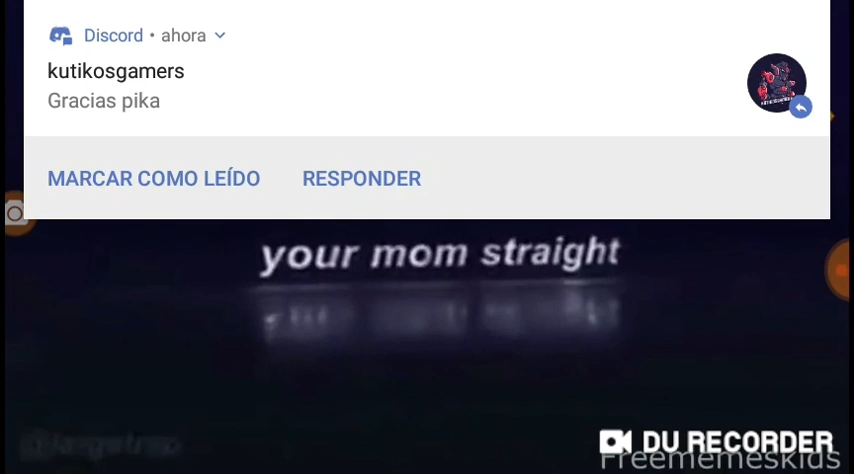 Discord • ahora
kutikosgamers
Gracias pika
MARCAR COMO LEÍDO RESPONDER
your mom straight
DU RECORDER
Freememeskids